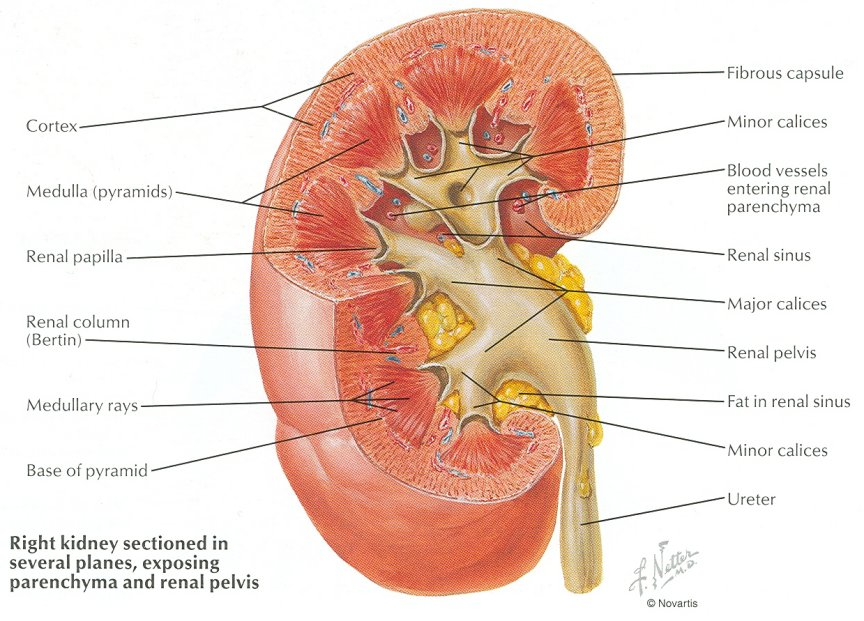 Cortex
Medulla (pyramids)
Renal papilla
Renal column
(Bertin)
Medullary rays
Base of pyramid
Right kidney sectioned in
several planes, exposing
parenchyma and renal pelvis
Fibrous capsule
Minor calices
Blood vessels
entering renal
parenchyma
Renal sinus
Major calices
Renal pelvis
Fat in renal sinus
Minor calices
Ureter
F. Netter
M.D.
© Novartis